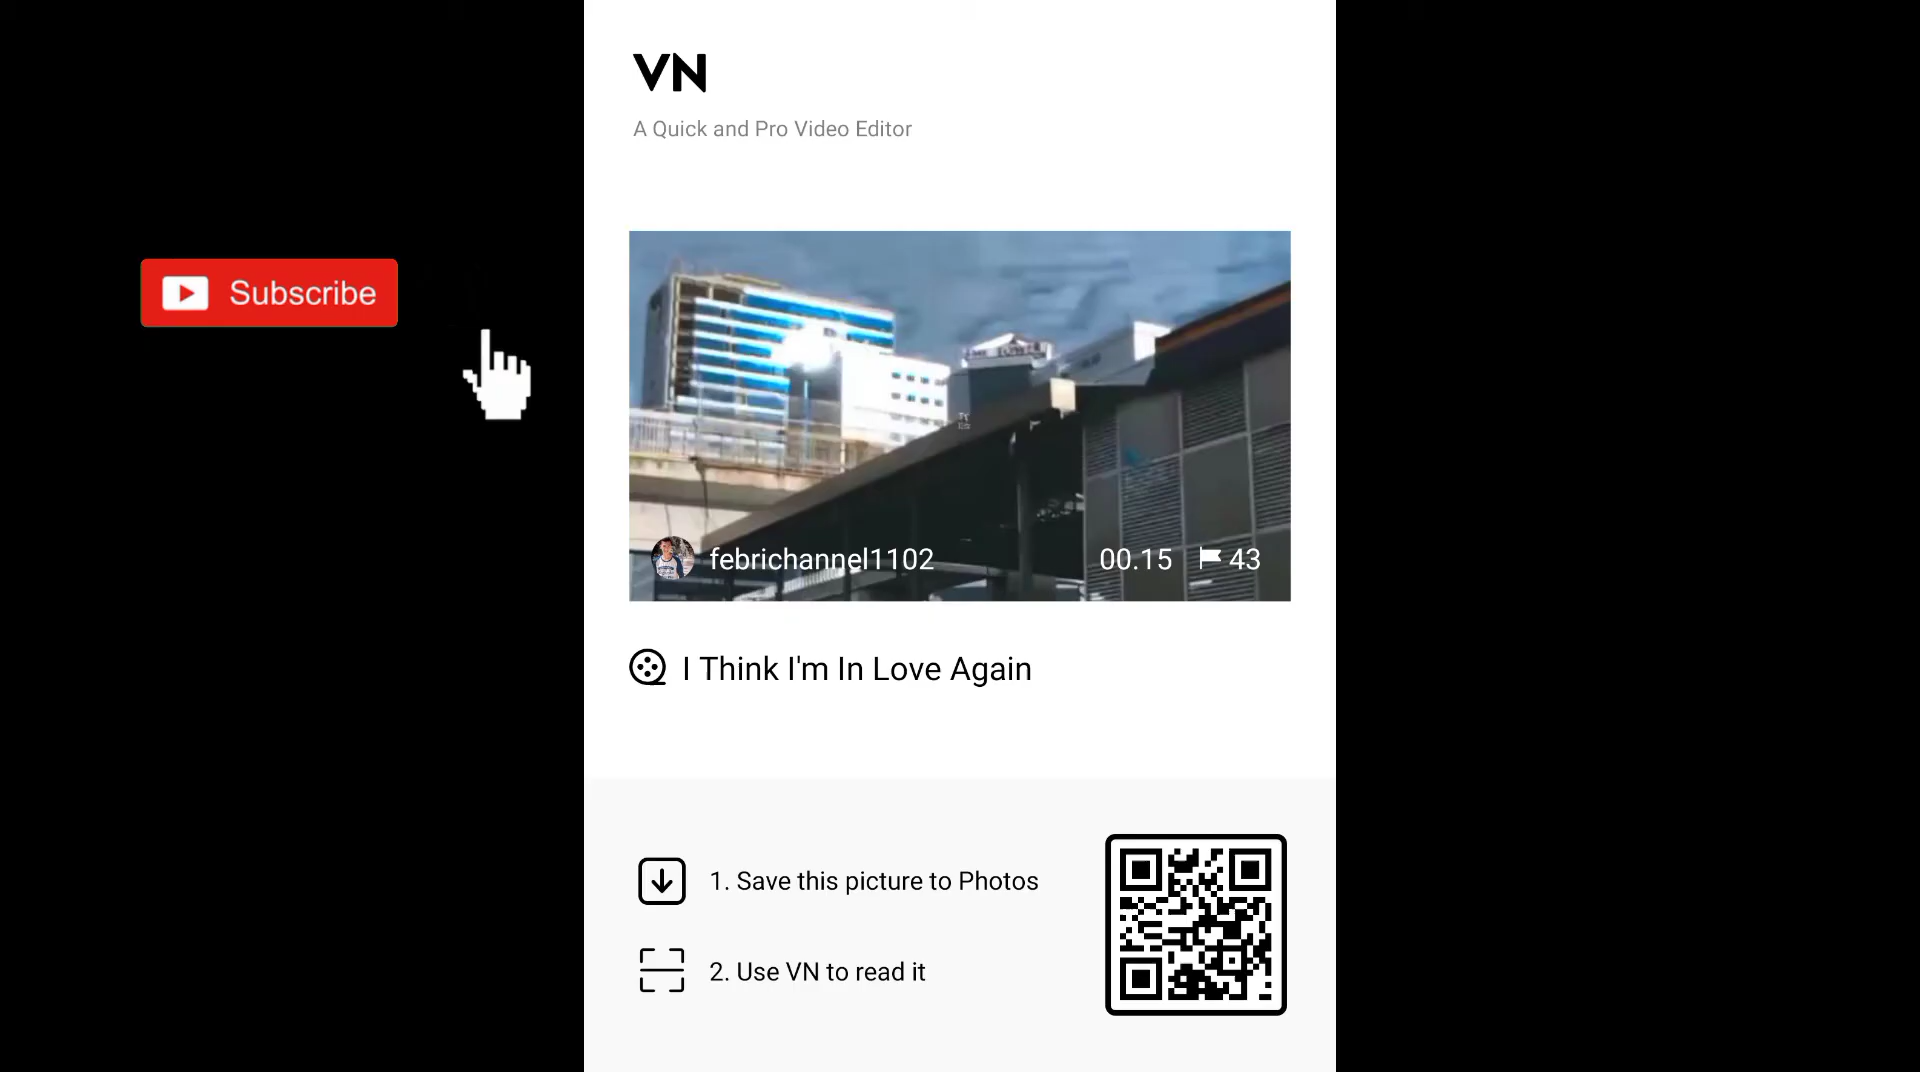 VN
A Quick and Pro Video Editor
Subscribe
febrichannel1102
00.15
43
I Think I'm In Love Again
1. Save this picture to Photos
2. Use VN to read it